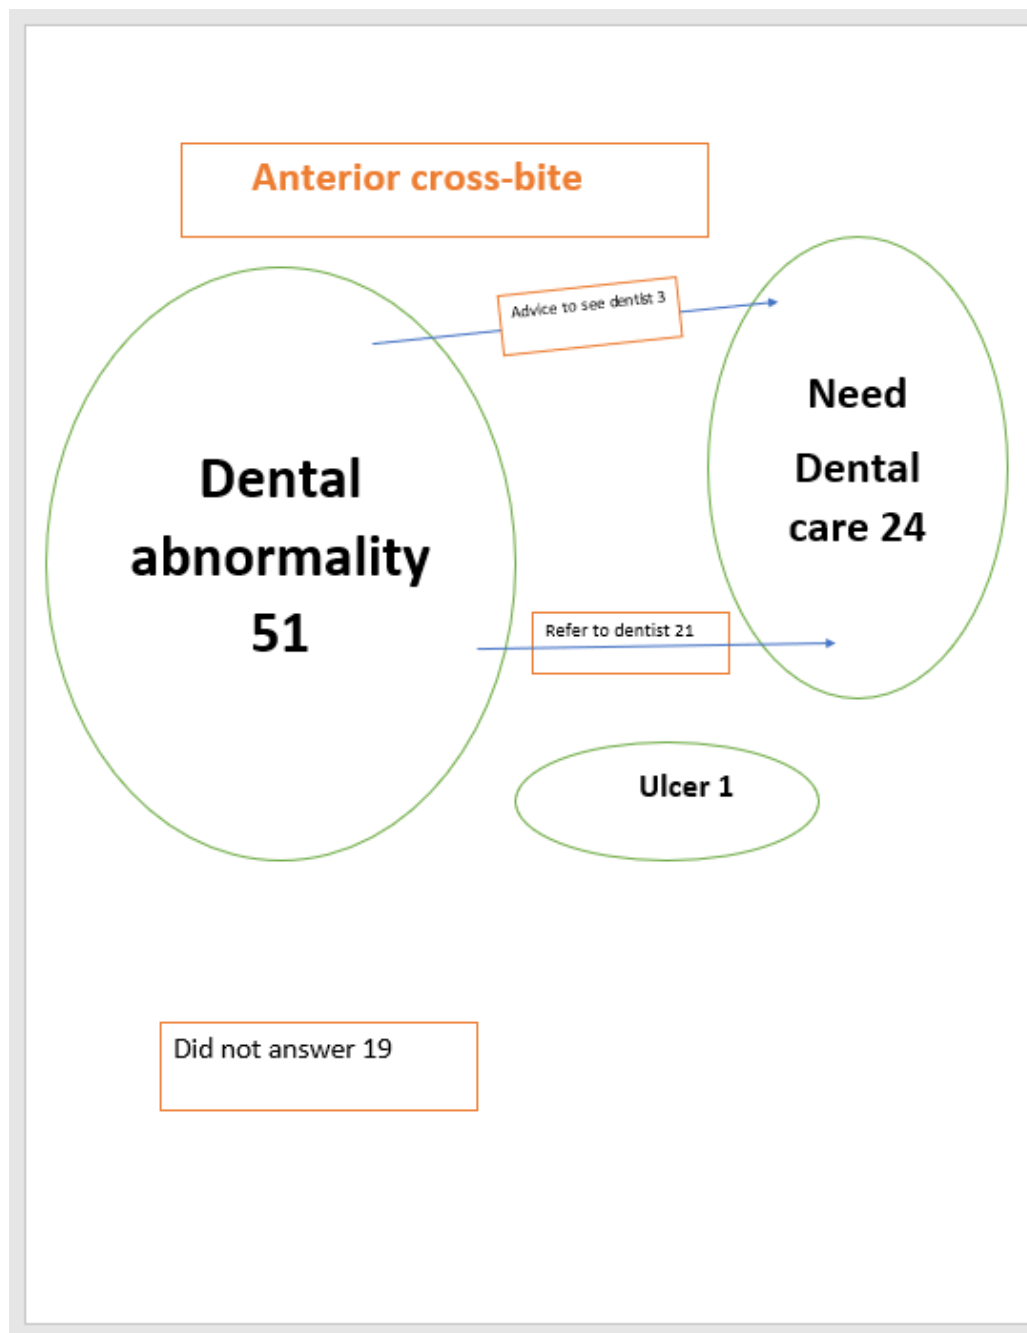 Anterior cross-bite
Advice to see dentist 3
Need
Dental
care 24
Dental
abnormality
51
Refer to dentist 21
Ulcer 1
Did not answer 19